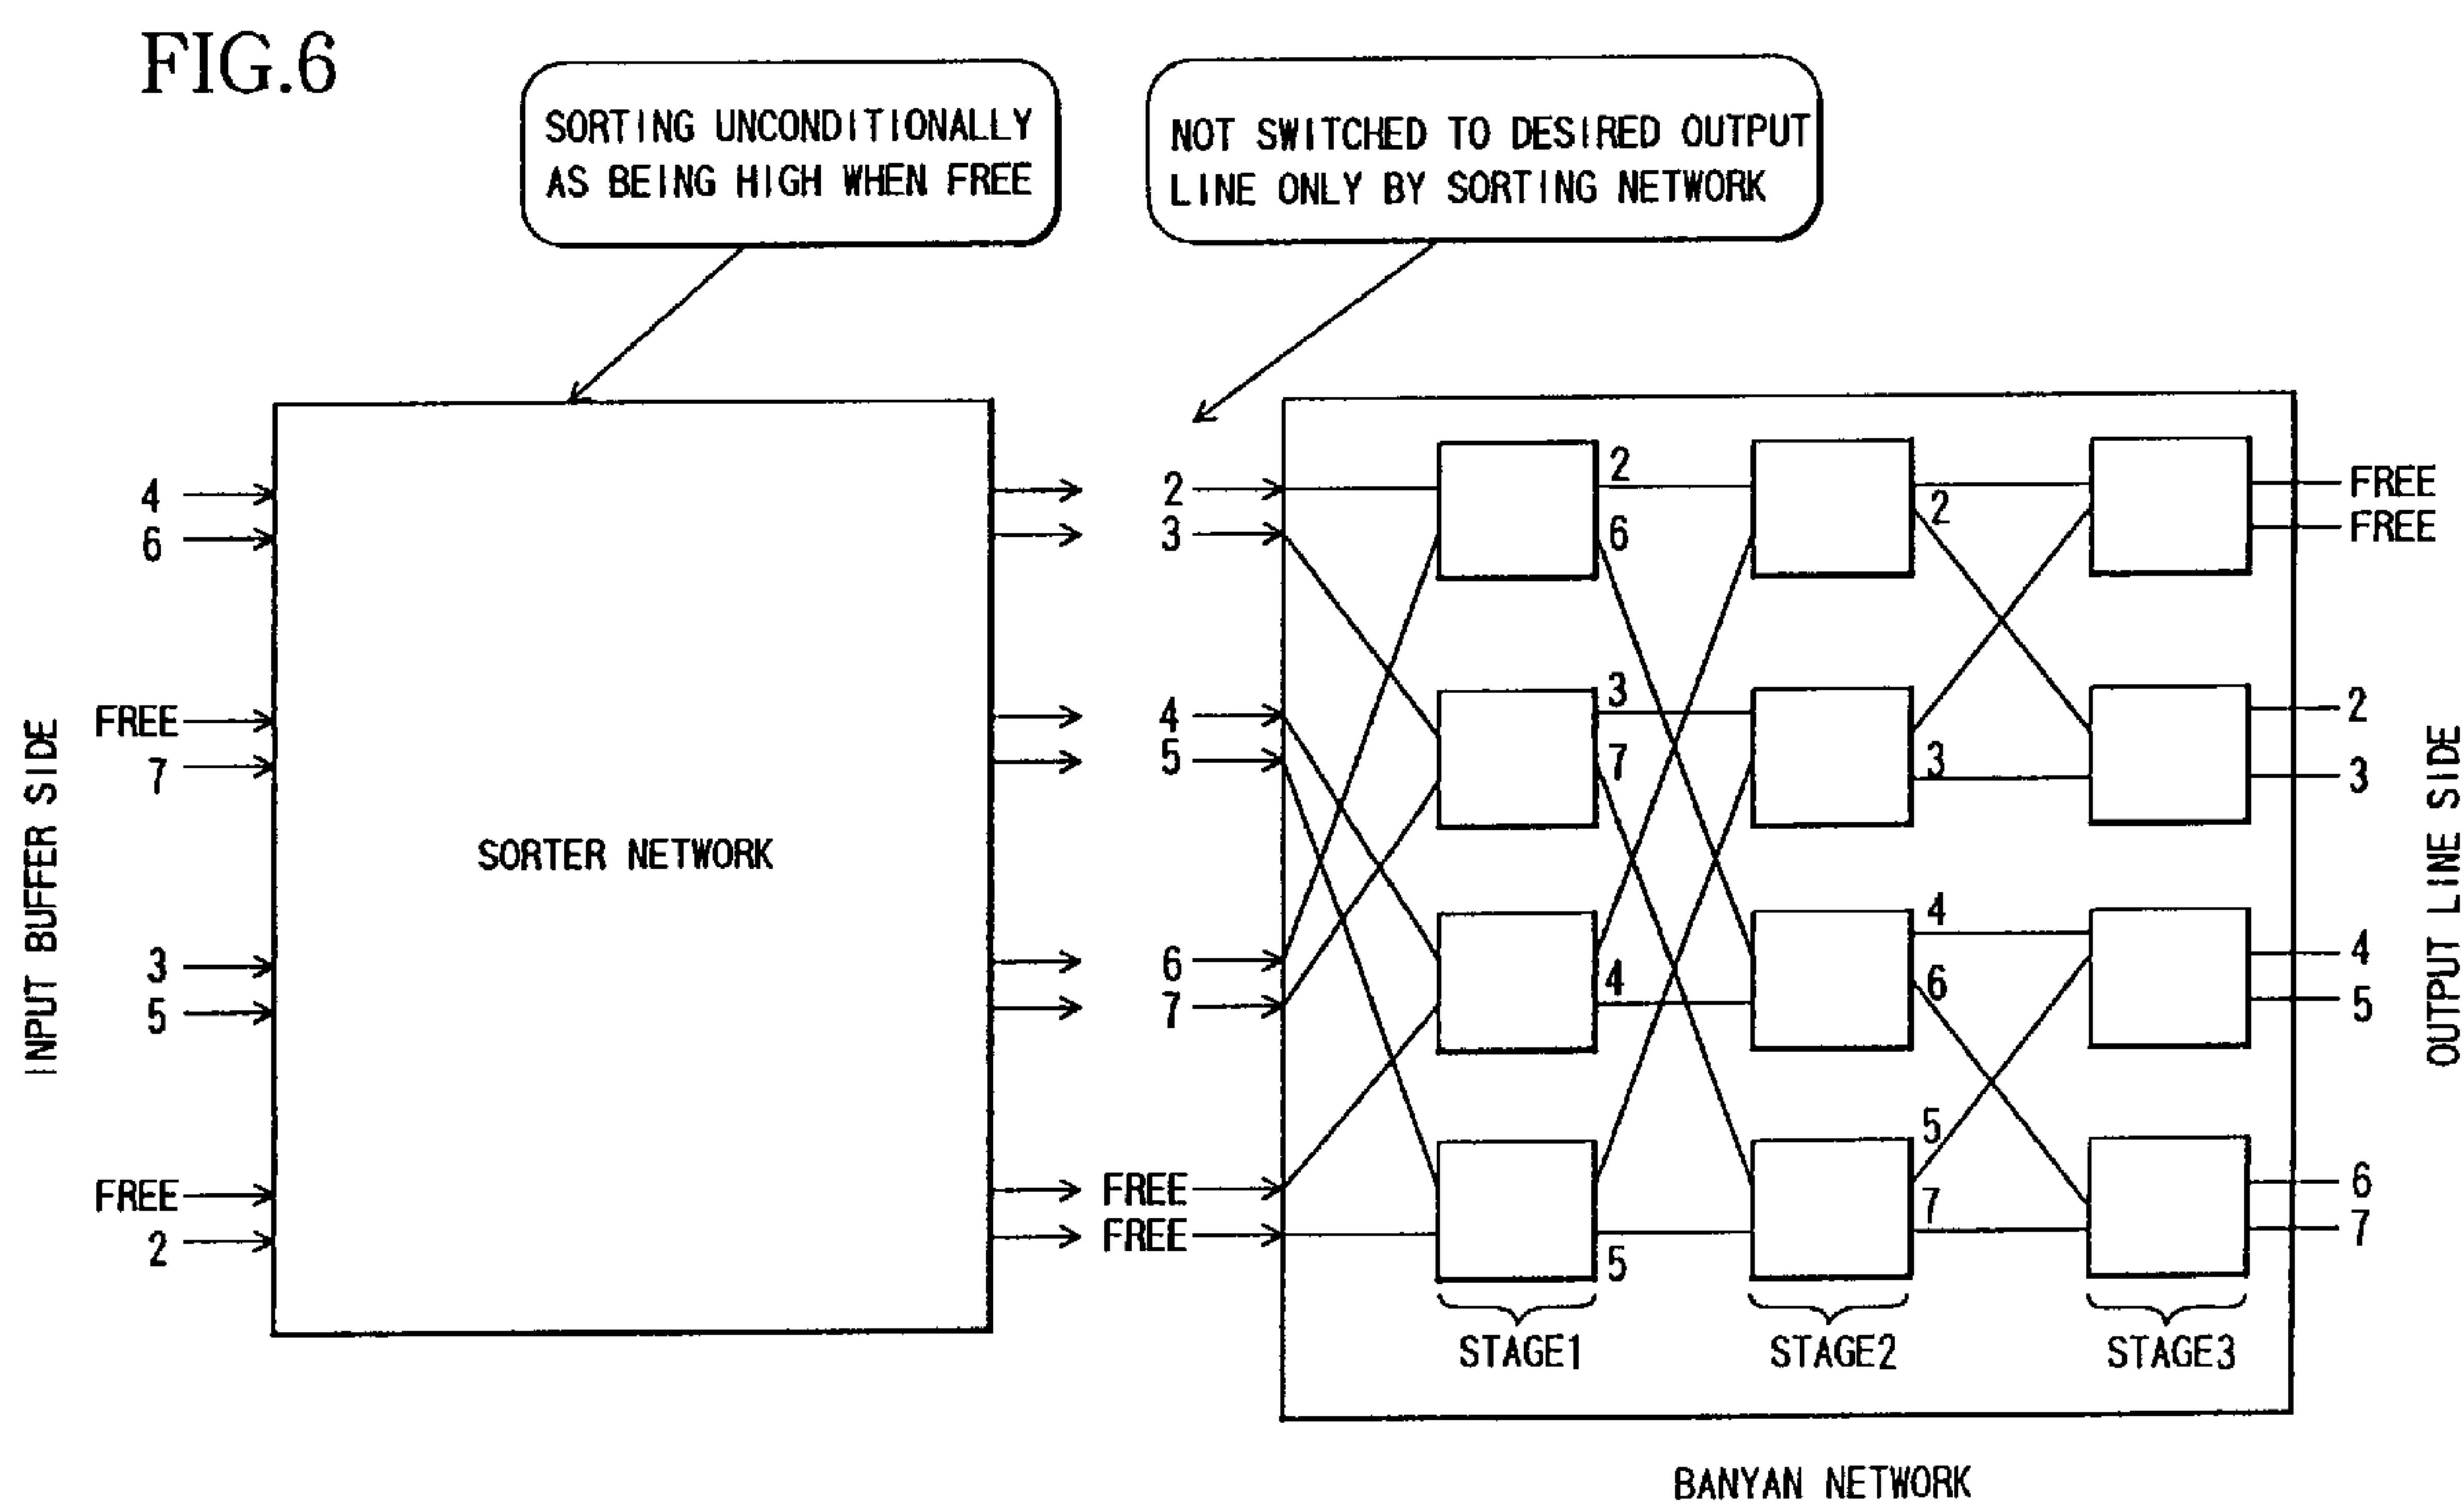 FIG.6
SORTING UNCONDITIONALLY
AS BEING HIGH WHEN FREE
NOT SWITCHED TO DESIRED OUTPUT
LINE ONLY BY SORTING NETWORK
INPUT BUFFER SIDE
4
6
FREE
7
3
5
FREE
2
SORTER NETWORK
2
3
4
5
6
7
FREE
FREE
2
6
3
7
4
5
2
3
4
6
5
7
FREE
FREE
2
3
4
5
6
7
OUTPUT LINE SIDE
STAGE1
STAGE2
STAGE3
BANYAN NETWORK